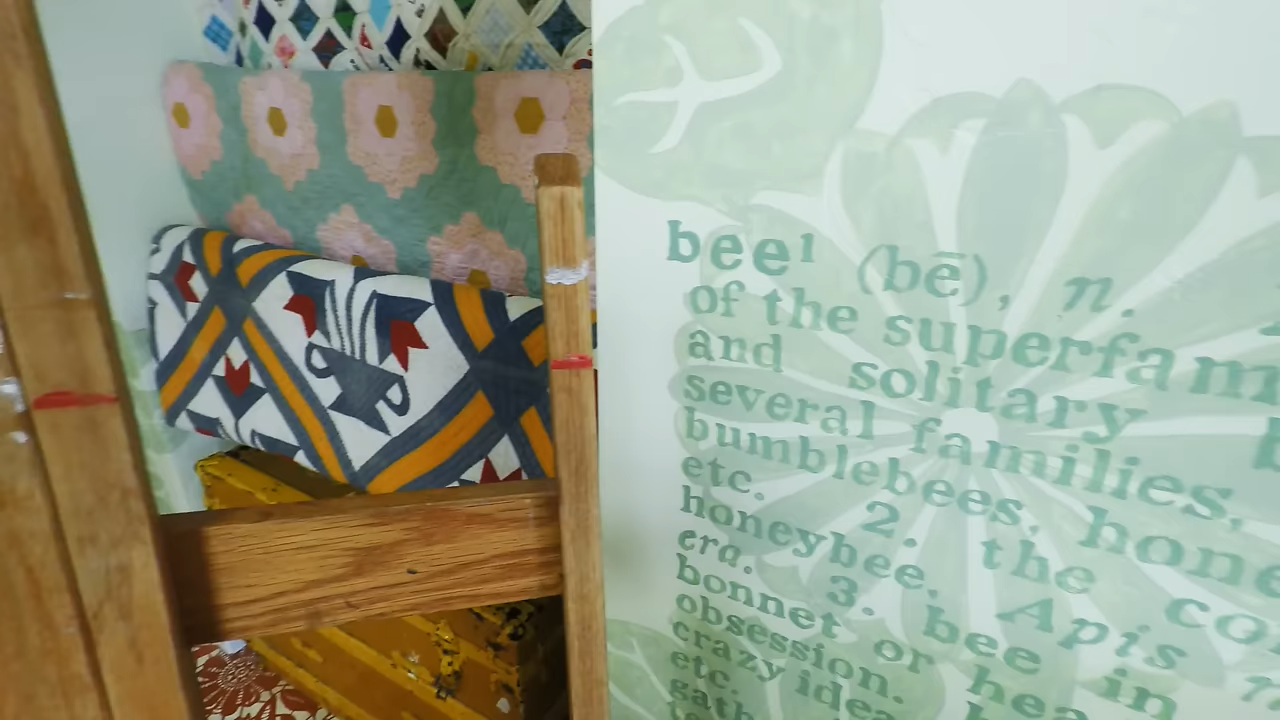 bee¹ (bē), n.
of the superfam
and solitary b
several families,
bumblebees, hone
etc. 2. the co
honeybee, Apis
era. 3. bee in
bonnet or hea
obsession.
crazy idea
etc.
gath